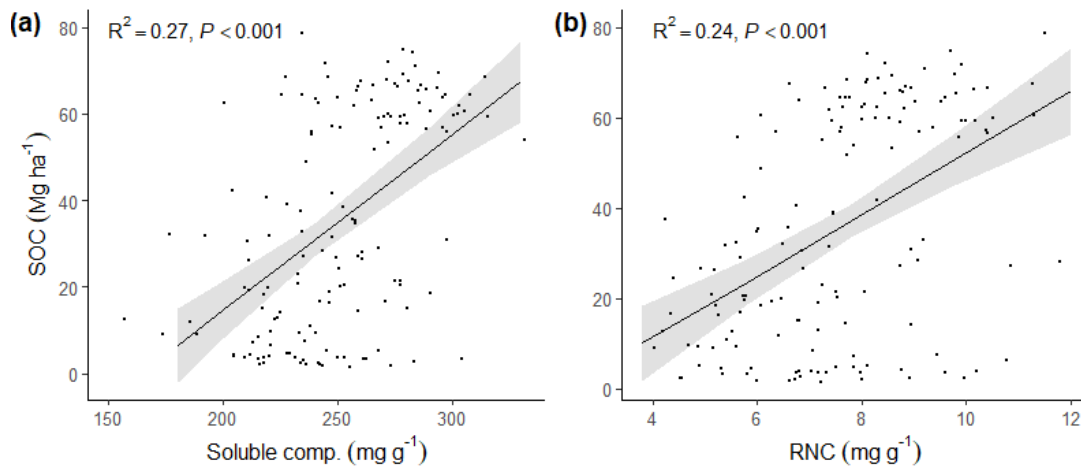 (a)
R² = 0.27, P < 0.001
80
60
40
20
0
SOC (Mg ha⁻¹)
150 200 250 300
Soluble comp. (mg g⁻¹)
(b)
R² = 0.24, P < 0.001
80
60
40
20
0
4 6 8 10 12
RNC (mg g⁻¹)